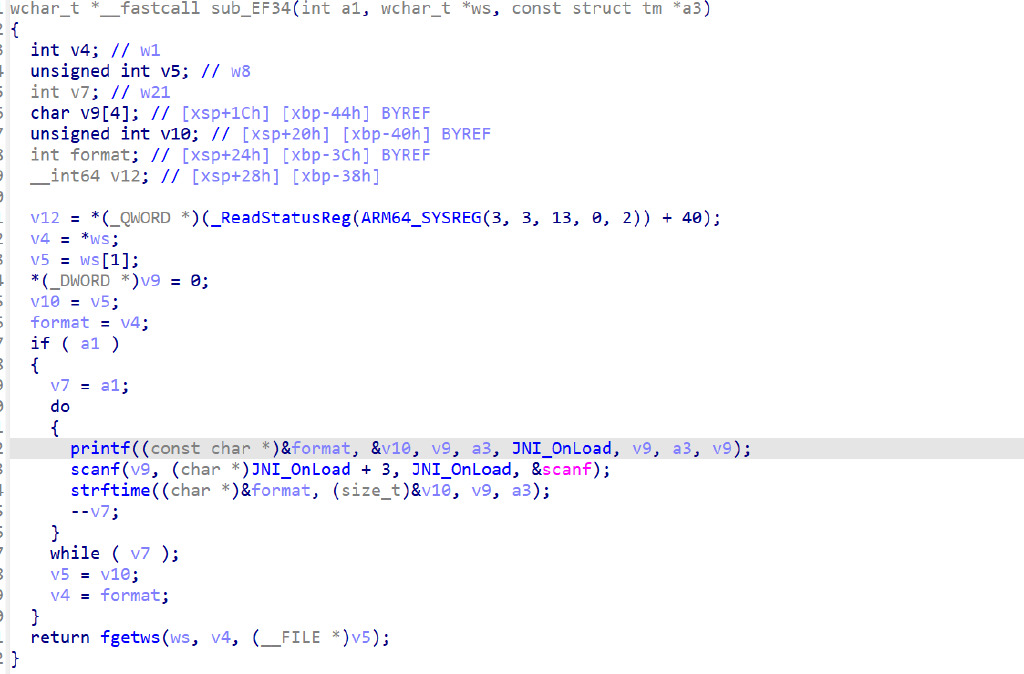 wchar_t *__fastcall sub_EF34(int a1, wchar_t *ws, const struct tm *a3)
{
  int v4; // w1
  unsigned int v5; // w8
  int v7; // w21
  char v9[4]; // [xsp+1Ch] [xbp-44h] BYREF
  unsigned int v10; // [xsp+20h] [xbp-40h] BYREF
  int format; // [xsp+24h] [xbp-3Ch] BYREF
  __int64 v12; // [xsp+28h] [xbp-38h]

  v12 = *(_QWORD *)(_ReadStatusReg(ARM64_SYSREG(3, 3, 13, 0, 2)) + 40);
  v4 = *ws;
  v5 = ws[1];
  *(_DWORD *)v9 = 0;
  v10 = v5;
  format = v4;
  if ( a1 )
  {
    v7 = a1;
    do
    {
      printf((const char *)&format, &v10, v9, a3, JNI_OnLoad, v9, a3, v9);
      scanf(v9, (char *)JNI_OnLoad + 3, JNI_OnLoad, &scanf);
      strftime((char *)&format, (size_t)&v10, v9, a3);
      --v7;
    }
    while ( v7 );
    v5 = v10;
    v4 = format;
  }
  return fgetws(ws, v4, (__FILE *)v5);
}